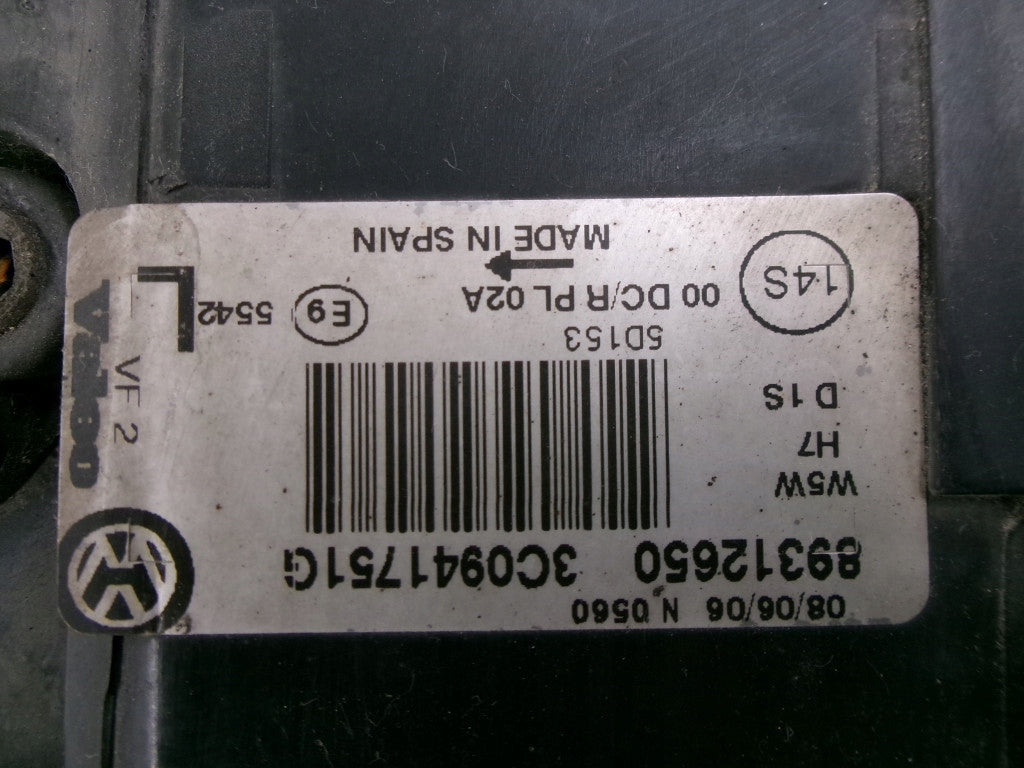 08/06/06 N 0560
89312650 3C0941751G
W5W
H7
D1S
5D153
14S
00 DC/R PL 02A
E9 5542
L
MADE IN SPAIN
Valeo
VF 2